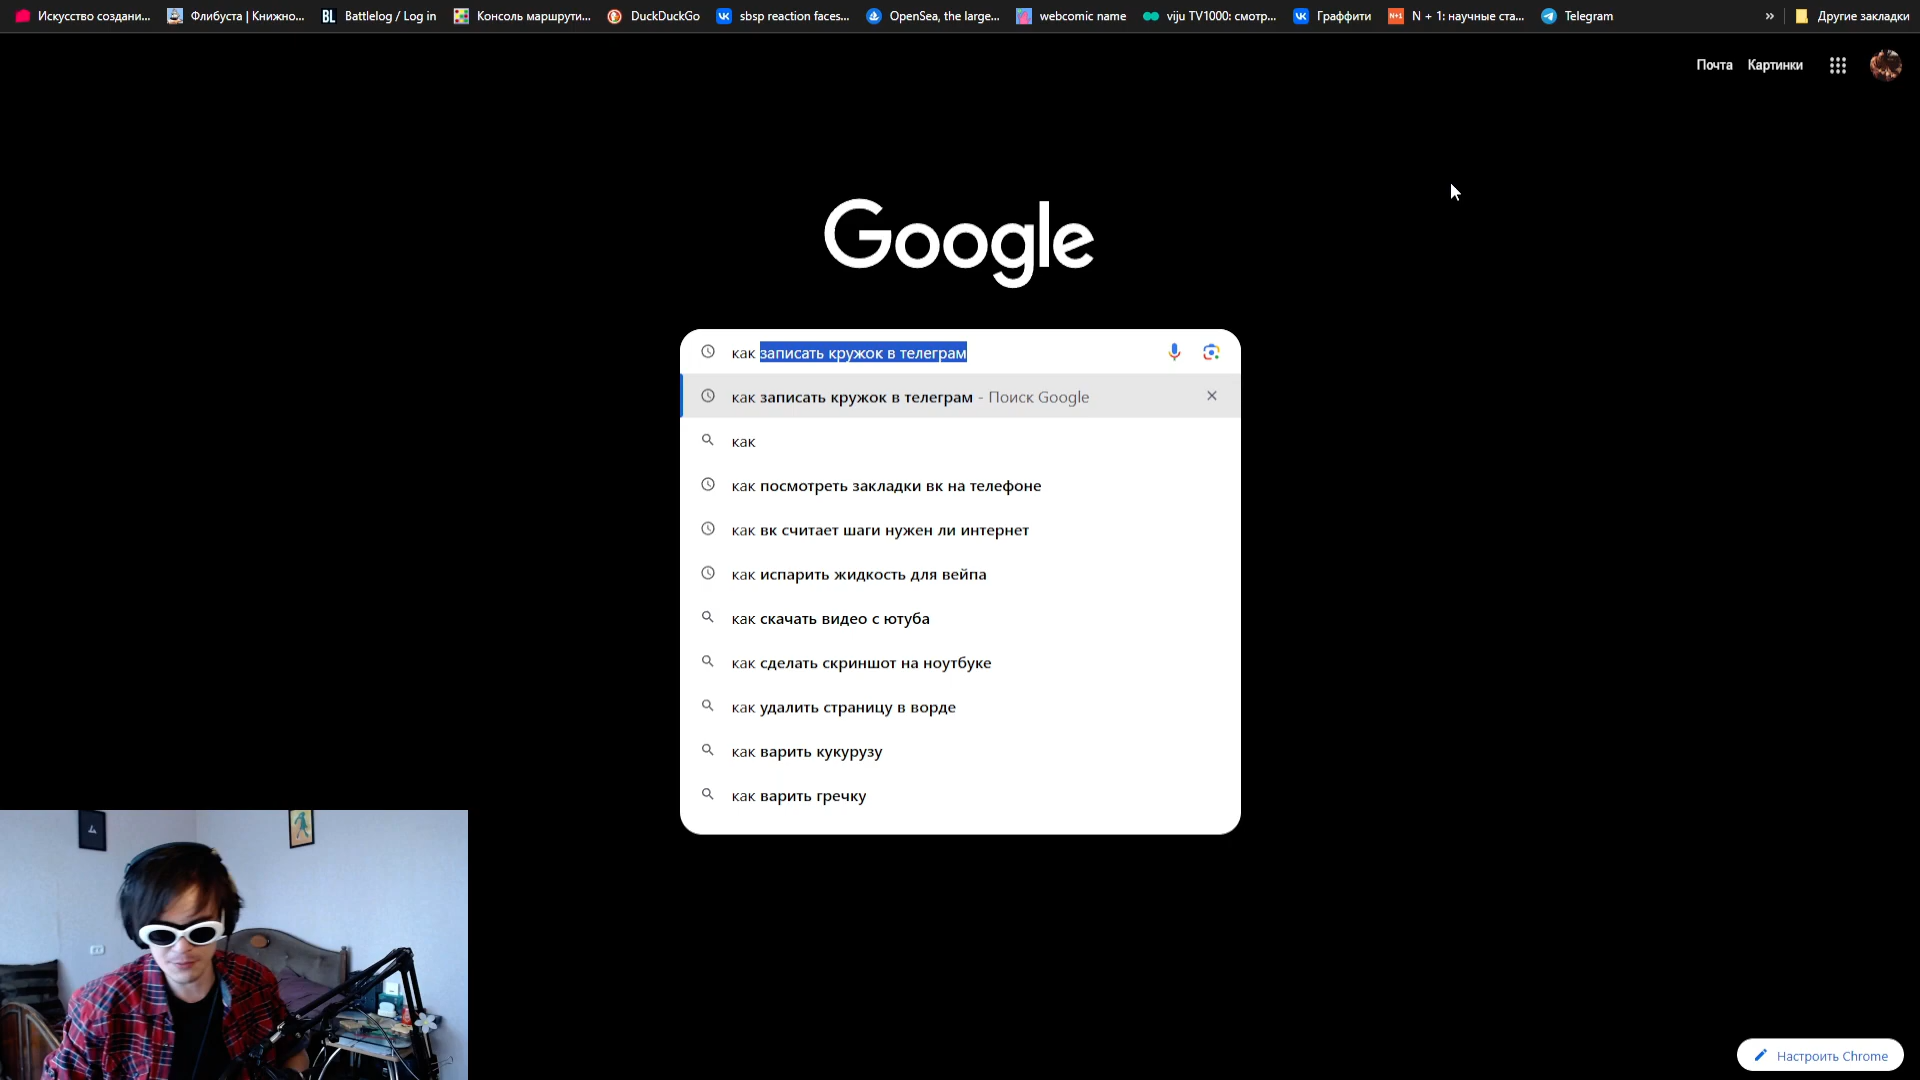 Искусство создани...
Флибуста | Книжно...
BL Battlelog / Log in
Консоль маршрути...
DuckDuckGo
sbsp reaction faces...
OpenSea, the large...
webcomic name
viju TV1000: смотр...
Граффити
N+1 N + 1: научные ста...
Telegram
»
Другие закладки
Почта Картинки
Google
как записать кружок в телеграм
как записать кружок в телеграм - Поиск Google
как
как посмотреть закладки вк на телефоне
как вк считает шаги нужен ли интернет
как испарить жидкость для вейпа
как скачать видео с ютуба
как сделать скриншот на ноутбуке
как удалить страницу в ворде
как варить кукурузу
как варить гречку
Настроить Chrome